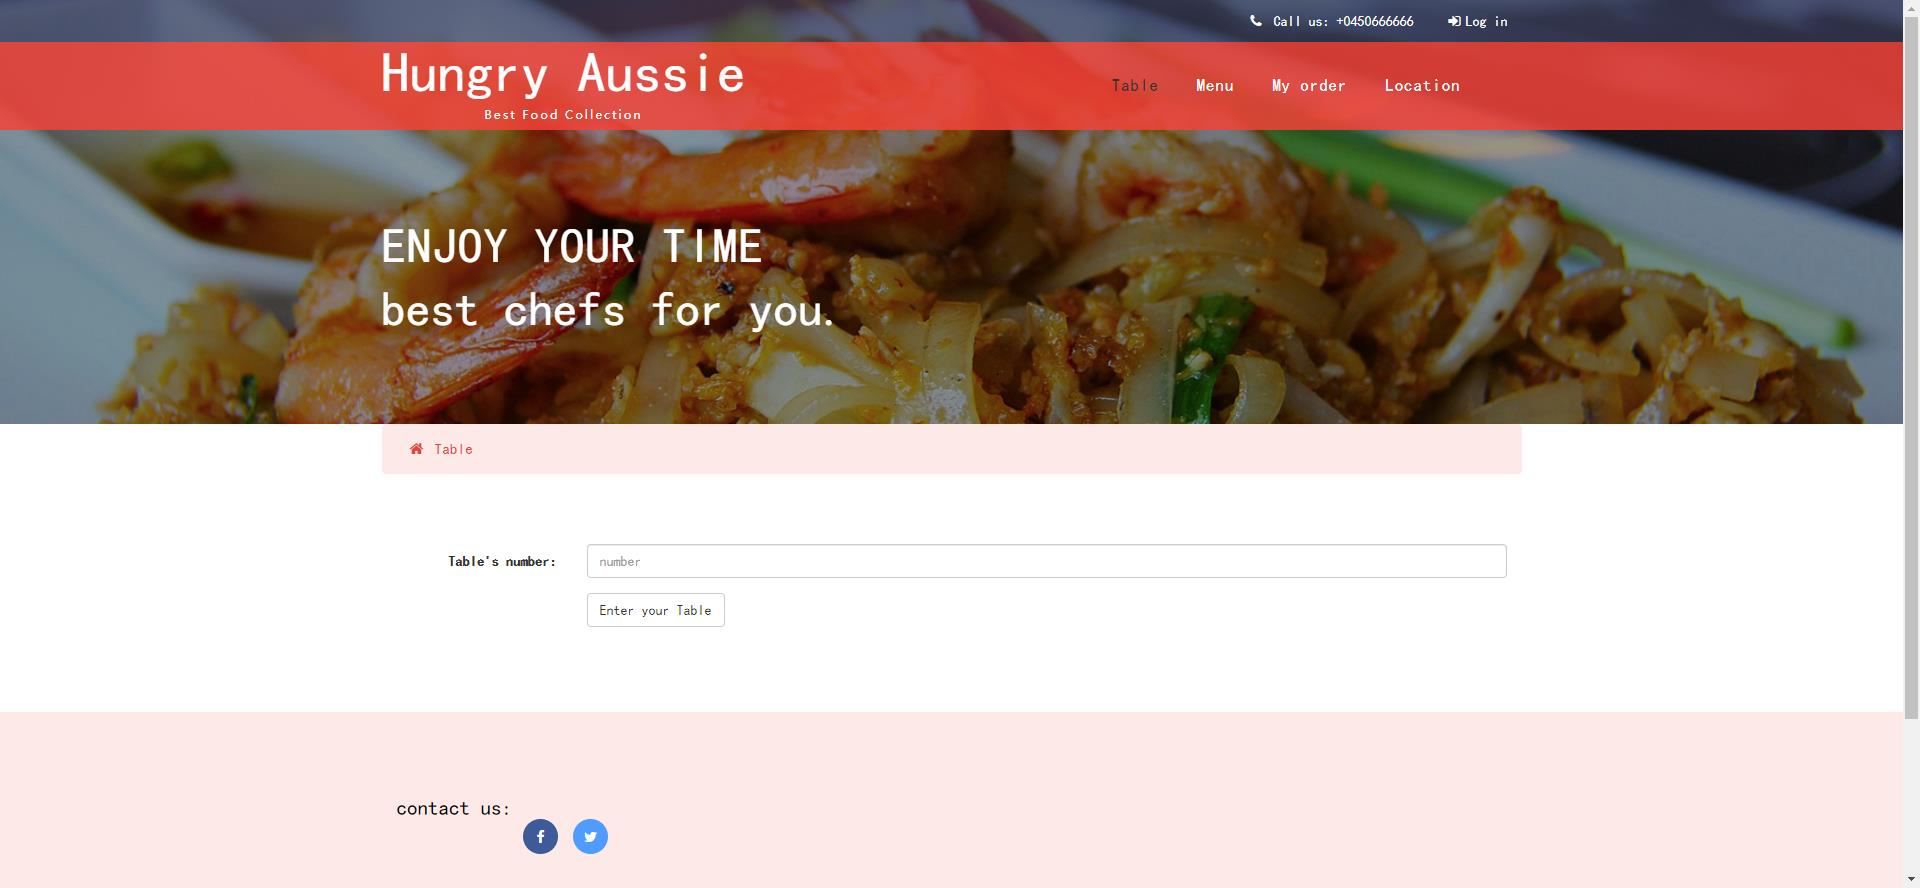 Call us: +0450666666 Log in
Hungry Aussie
Best Food Collection
Table Menu My order Location
ENJOY YOUR TIME
best chefs for you.
Table
Table's number: number
Enter your Table
contact us: